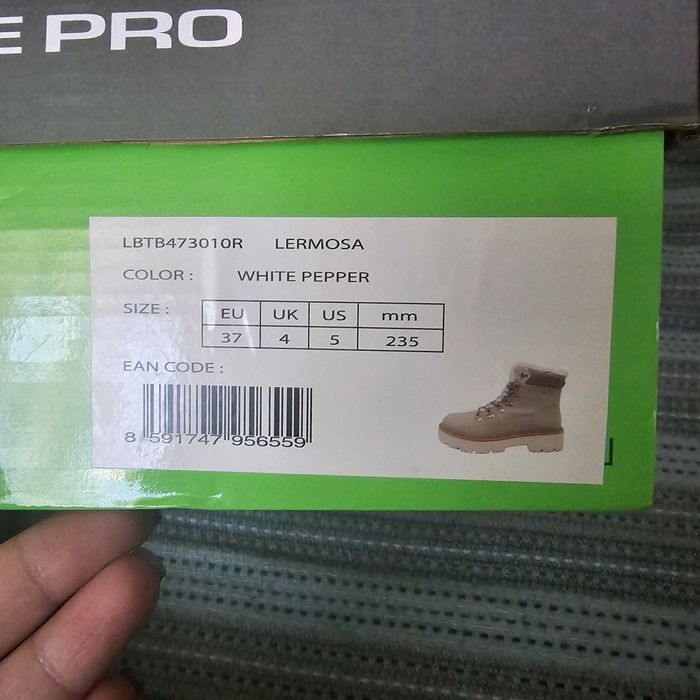 E PRO
LBTB473010R LERMOSA
COLOR : WHITE PEPPER
SIZE : EU UK US mm
37 4 5 235
EAN CODE :
8 591747 956559